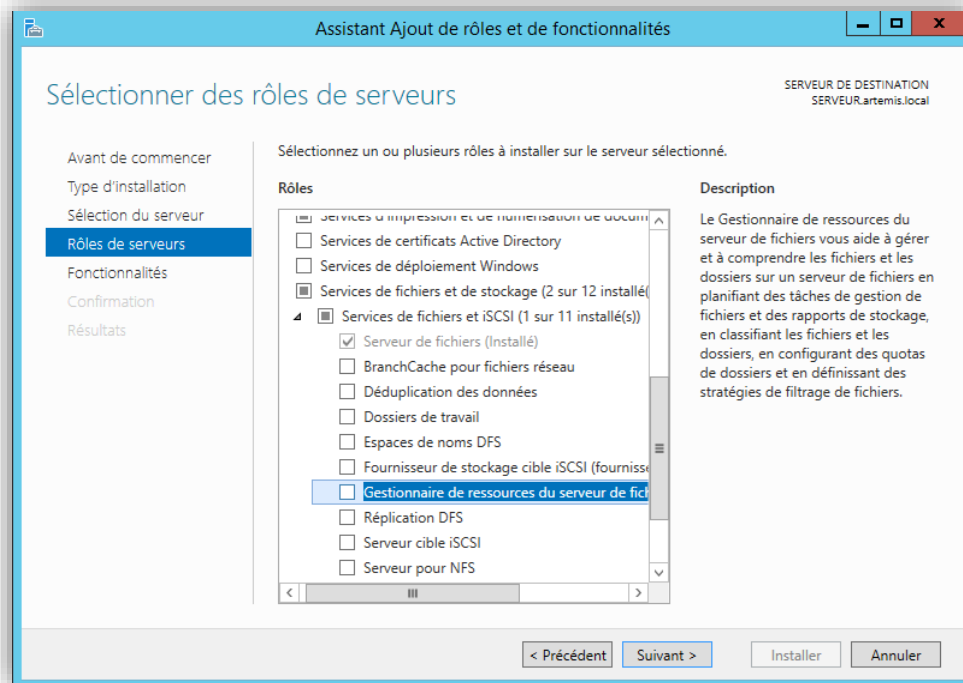 Assistant Ajout de rôles et de fonctionnalités
Sélectionner des rôles de serveurs
SERVEUR DE DESTINATION
SERVEUR.artemis.local
Avant de commencer
Type d'installation
Sélection du serveur
Rôles de serveurs
Fonctionnalités
Confirmation
Résultats
Sélectionnez un ou plusieurs rôles à installer sur le serveur sélectionné.
Rôles
Services d'impression et de numérisation de docum
Services de certificats Active Directory
Services de déploiement Windows
Services de fichiers et de stockage (2 sur 12 installé(
Services de fichiers et iSCSI (1 sur 11 installé(s))
Serveur de fichiers (Installé)
BranchCache pour fichiers réseau
Déduplication des données
Dossiers de travail
Espaces de noms DFS
Fournisseur de stockage cible iSCSI (fourniss
Gestionnaire de ressources du serveur de fich
Réplication DFS
Serveur cible iSCSI
Serveur pour NFS
Description
Le Gestionnaire de ressources du
serveur de fichiers vous aide à gérer
et à comprendre les fichiers et les
dossiers sur un serveur de fichiers en
planifiant des tâches de gestion de
fichiers et des rapports de stockage,
en classifiant les fichiers et les
dossiers, en configurant des quotas
de dossiers et en définissant des
stratégies de filtrage de fichiers.
< Précédent
Suivant >
Installer
Annuler